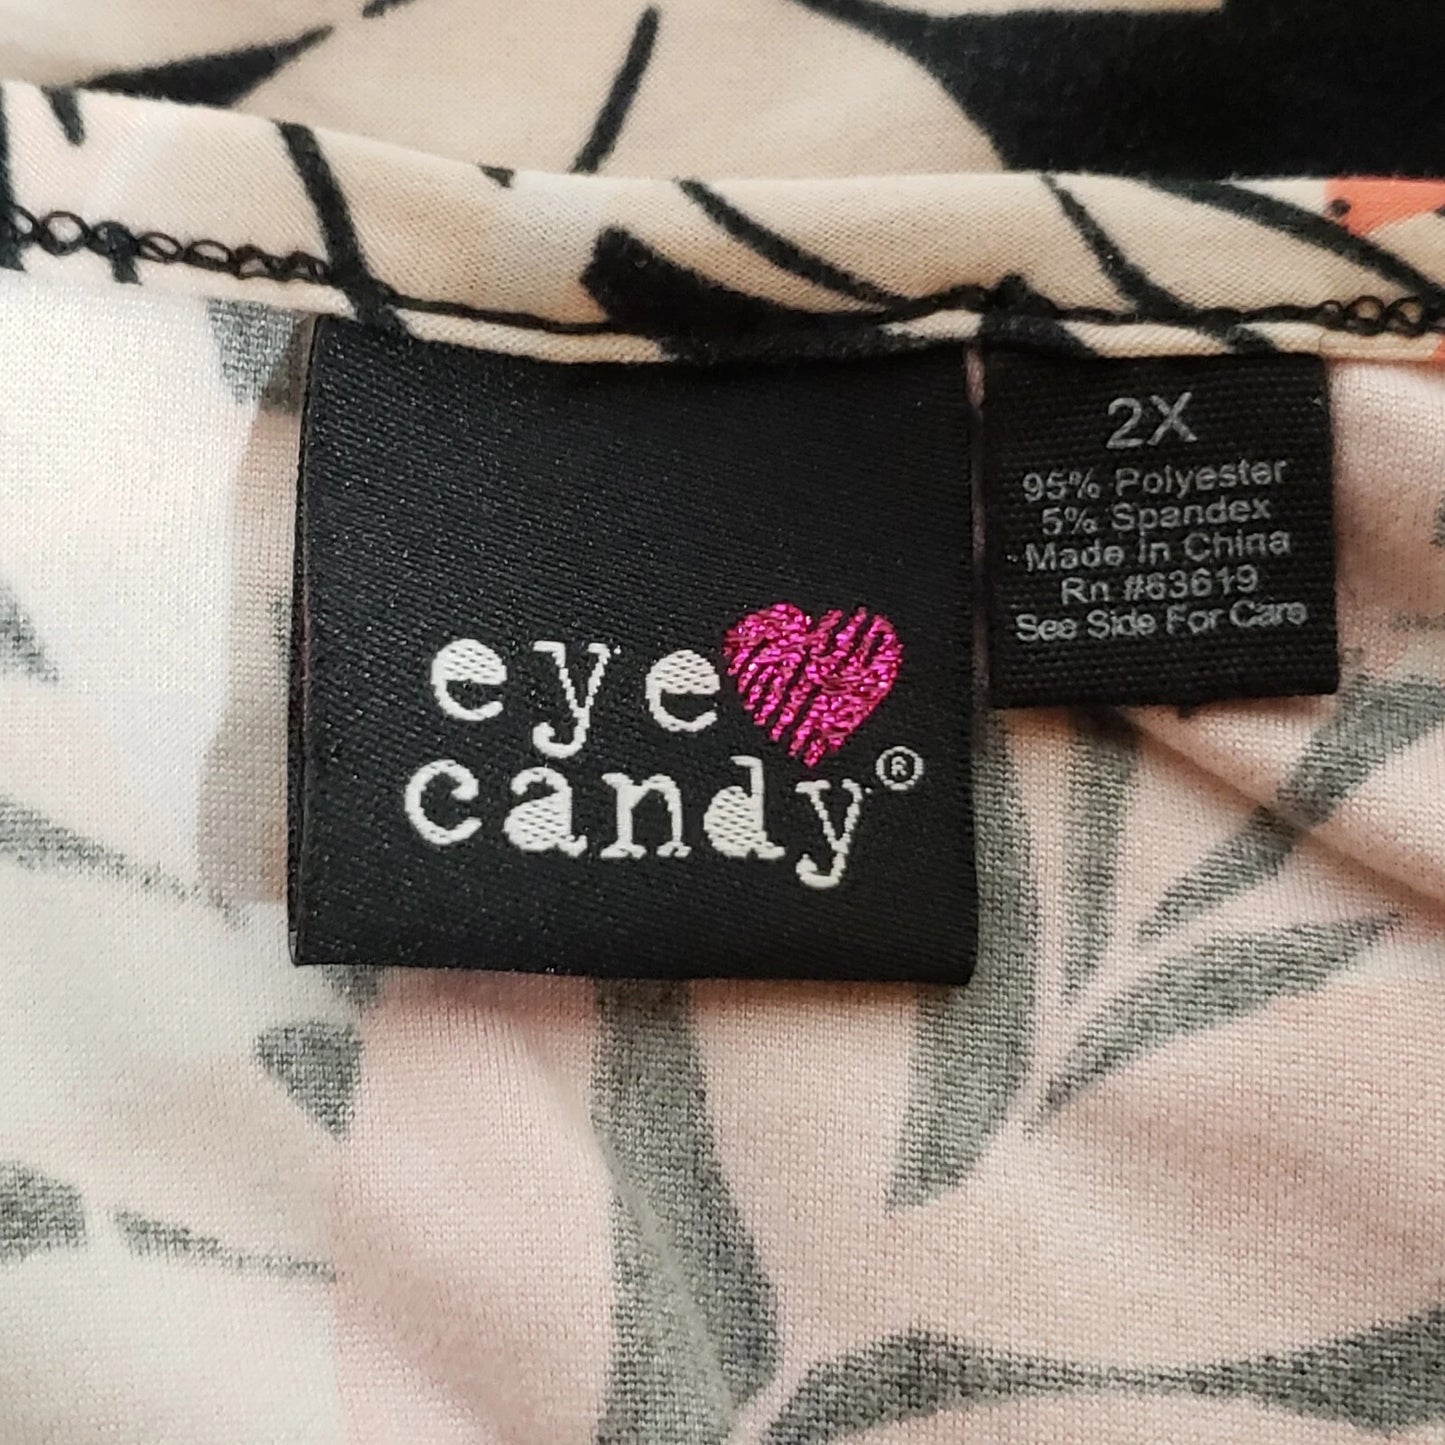 eye
candy®
2X
95% Polyester
5% Spandex
Made In China
Rn #63619
See Side For Care